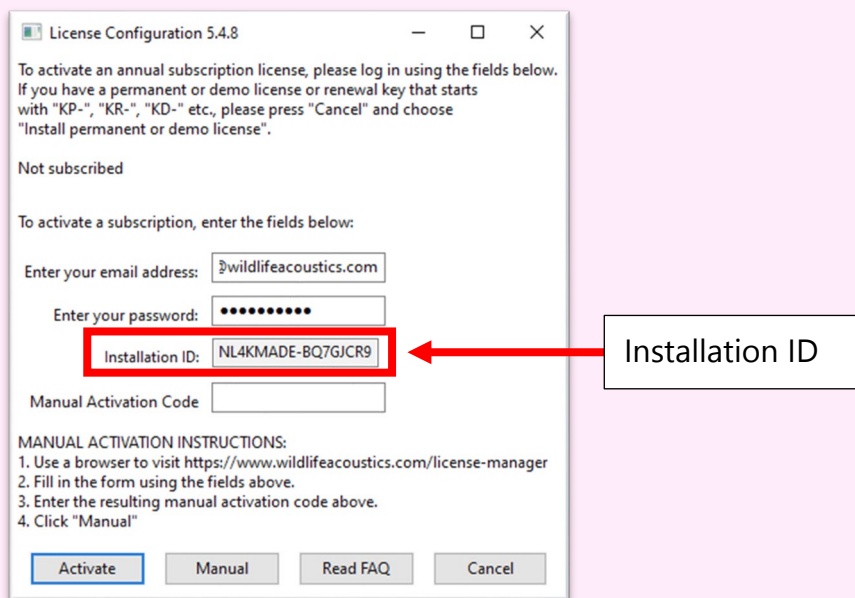 License Configuration 5.4.8
To activate an annual subscription license, please log in using the fields below.
If you have a permanent or demo license or renewal key that starts
with "KP-", "KR-", "KD-" etc., please press "Cancel" and choose
"Install permanent or demo license".
Not subscribed
To activate a subscription, enter the fields below:
Enter your email address: @wildlifeacoustics.com
Enter your password: ●●●●●●●●●●
Installation ID: NL4KMADE-BQ7GJCR9
Installation ID
Manual Activation Code
MANUAL ACTIVATION INSTRUCTIONS:
1. Use a browser to visit https://www.wildlifeacoustics.com/license-manager
2. Fill in the form using the fields above.
3. Enter the resulting manual activation code above.
4. Click "Manual"
Activate Manual Read FAQ Cancel